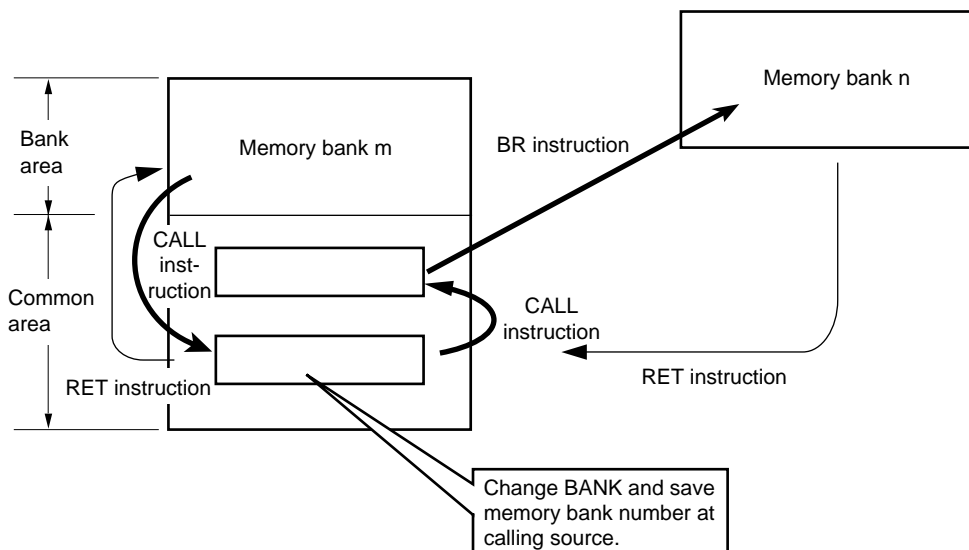 Memory bank n
Bank
area
Memory bank m
BR instruction
CALL
inst-
ruction
Common
area
CALL
instruction
RET instruction
RET instruction
Change BANK and save
memory bank number at
calling source.